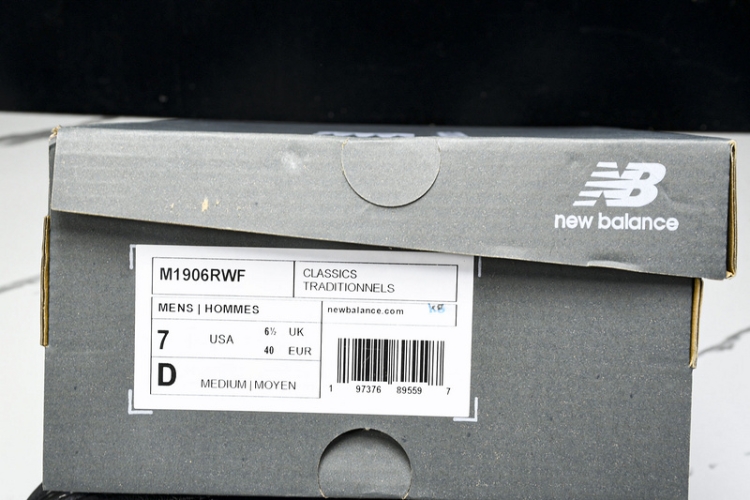 NB
new balance
M1906RWF
CLASSICS
TRADITIONNELS
MENS | HOMMES
newbalance.com
7 USA 6½ UK
40 EUR
D MEDIUM | MOYEN
1 97376 89559 7